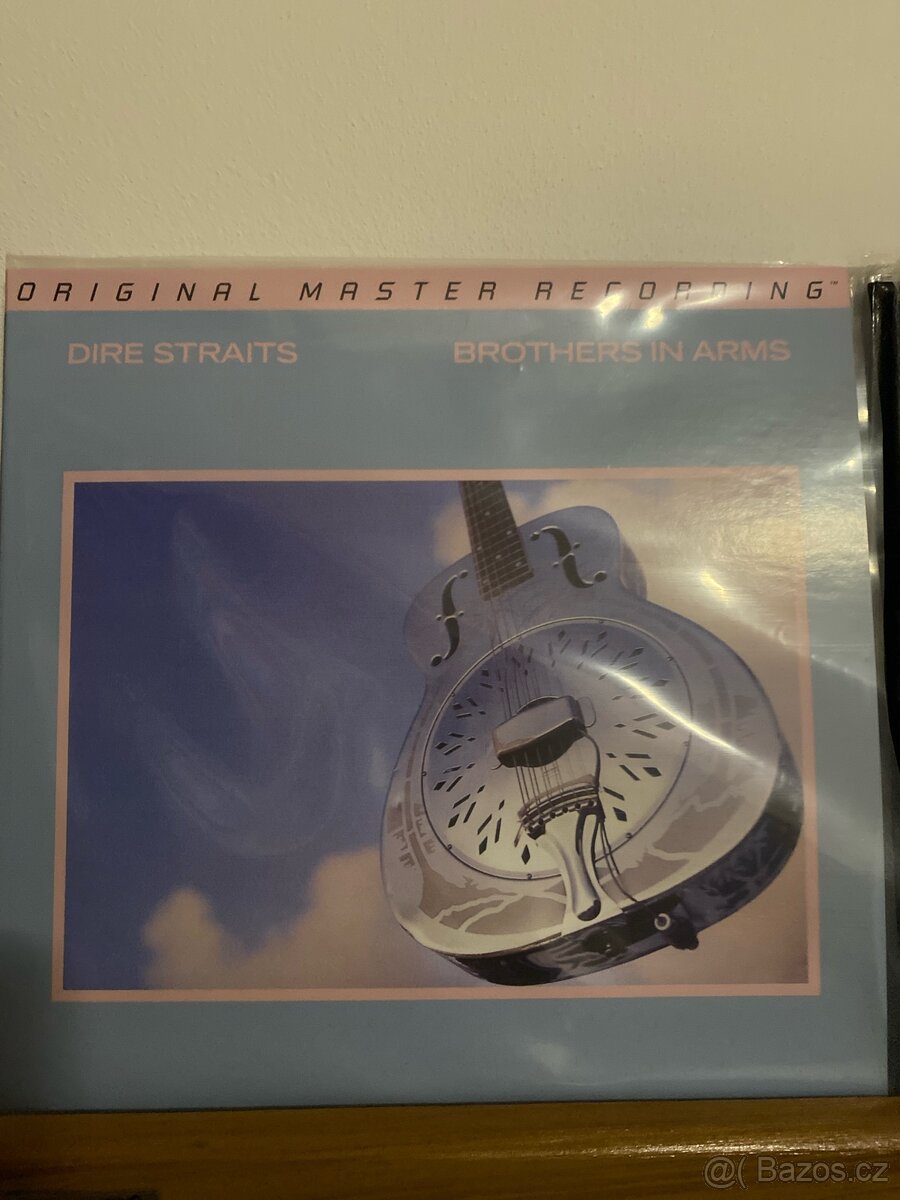 ORIGINAL MASTER RECORDING™
DIRE STRAITS BROTHERS IN ARMS
@( Bazos.cz